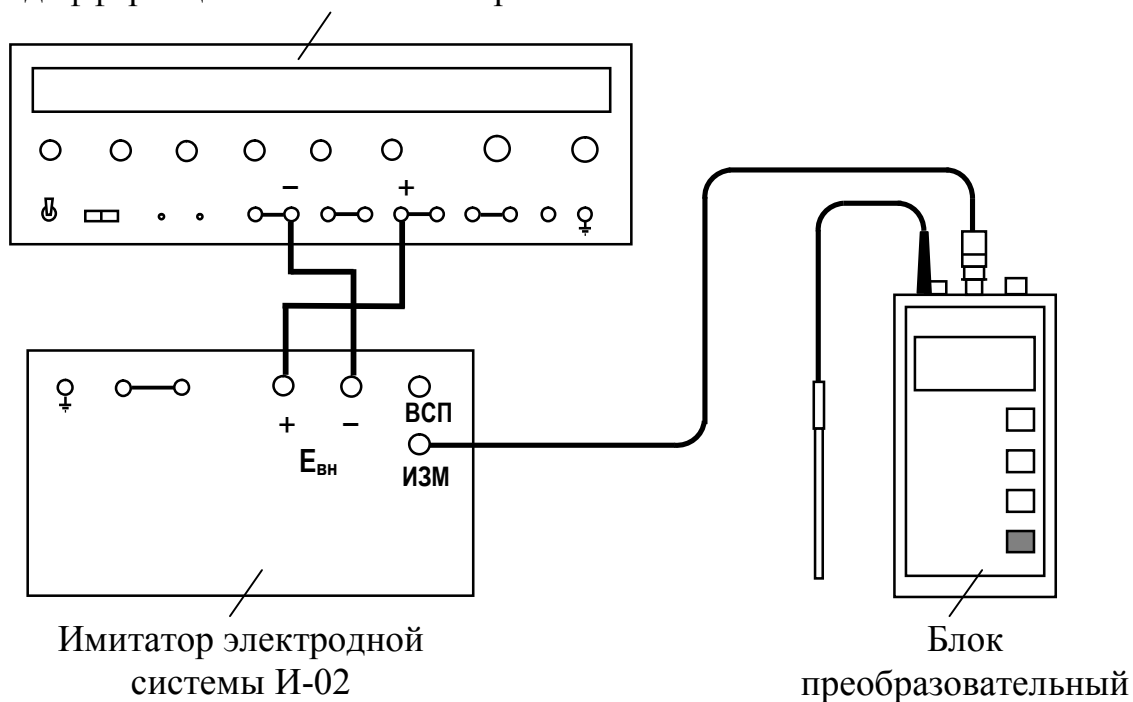 − +
+ −
ВСП
Eвн
ИЗМ
Имитатор электродной
системы И-02
Блок
преобразовательный